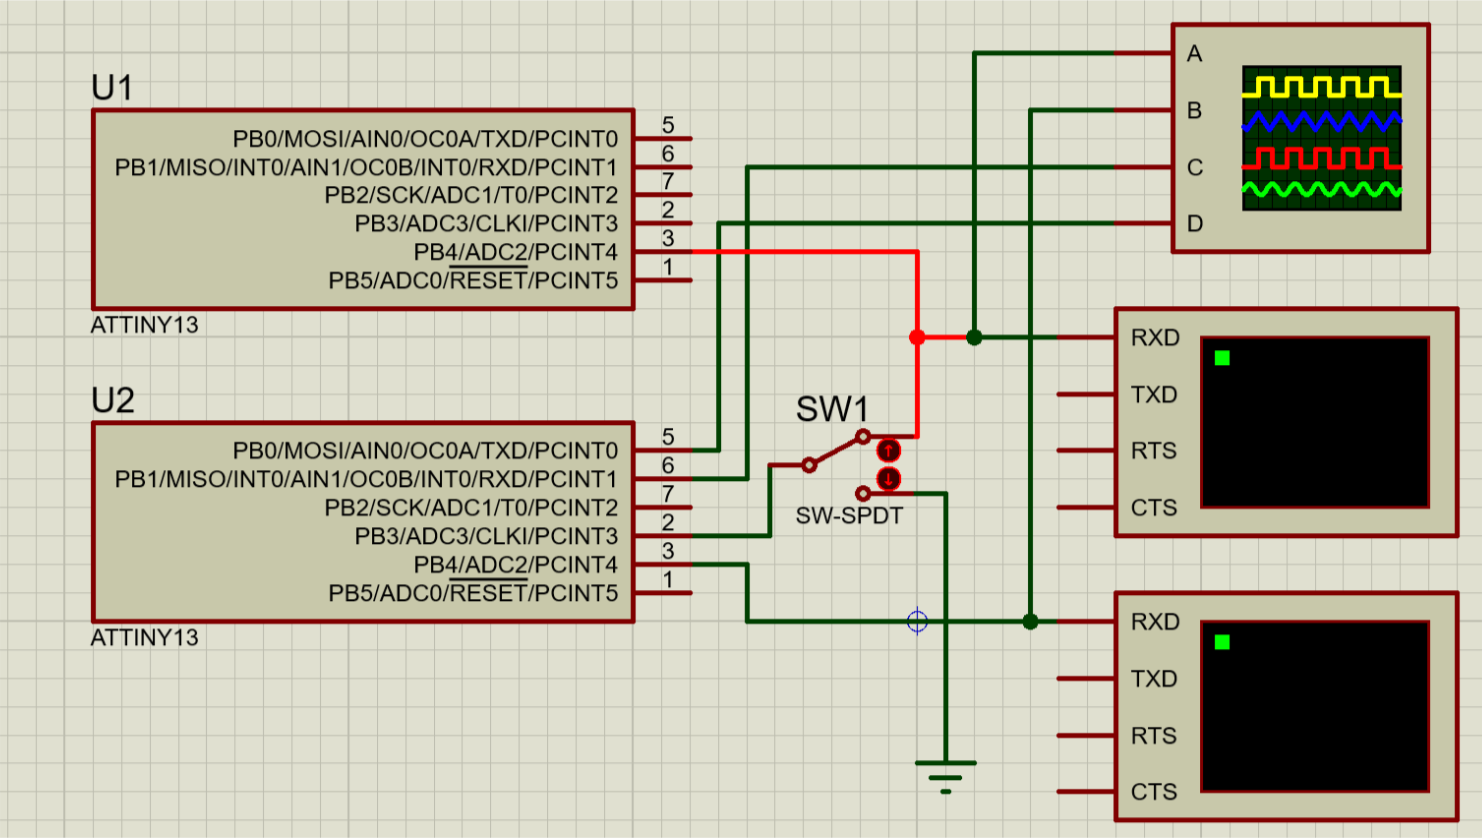 U1
PB0/MOSI/AIN0/OC0A/TXD/PCINT0 5
PB1/MISO/INT0/AIN1/OC0B/INT0/RXD/PCINT1 6
PB2/SCK/ADC1/T0/PCINT2 7
PB3/ADC3/CLKI/PCINT3 2
PB4/ADC2/PCINT4 3
PB5/ADC0/RESET/PCINT5 1
ATTINY13
U2
PB0/MOSI/AIN0/OC0A/TXD/PCINT0 5
PB1/MISO/INT0/AIN1/OC0B/INT0/RXD/PCINT1 6
PB2/SCK/ADC1/T0/PCINT2 7
PB3/ADC3/CLKI/PCINT3 2
PB4/ADC2/PCINT4 3
PB5/ADC0/RESET/PCINT5 1
ATTINY13
SW1
SW-SPDT
A
B
C
D
RXD
TXD
RTS
CTS
RXD
TXD
RTS
CTS